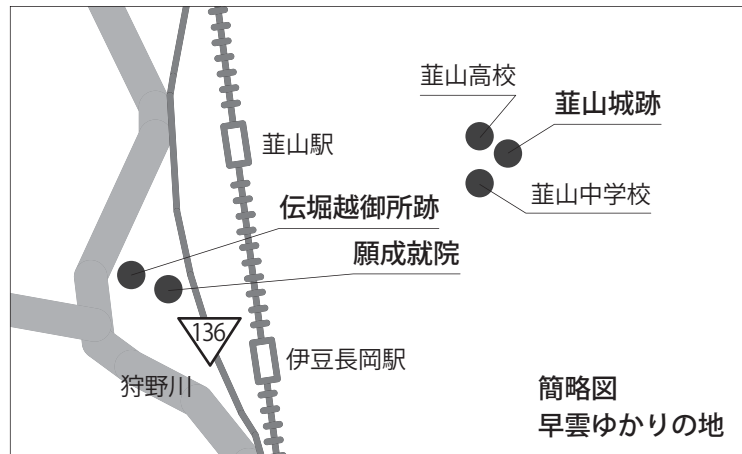 韮山高校
韮山城跡
韮山駅
韮山中学校
伝堀越御所跡
願成就院
136
伊豆長岡駅
狩野川
簡略図
早雲ゆかりの地